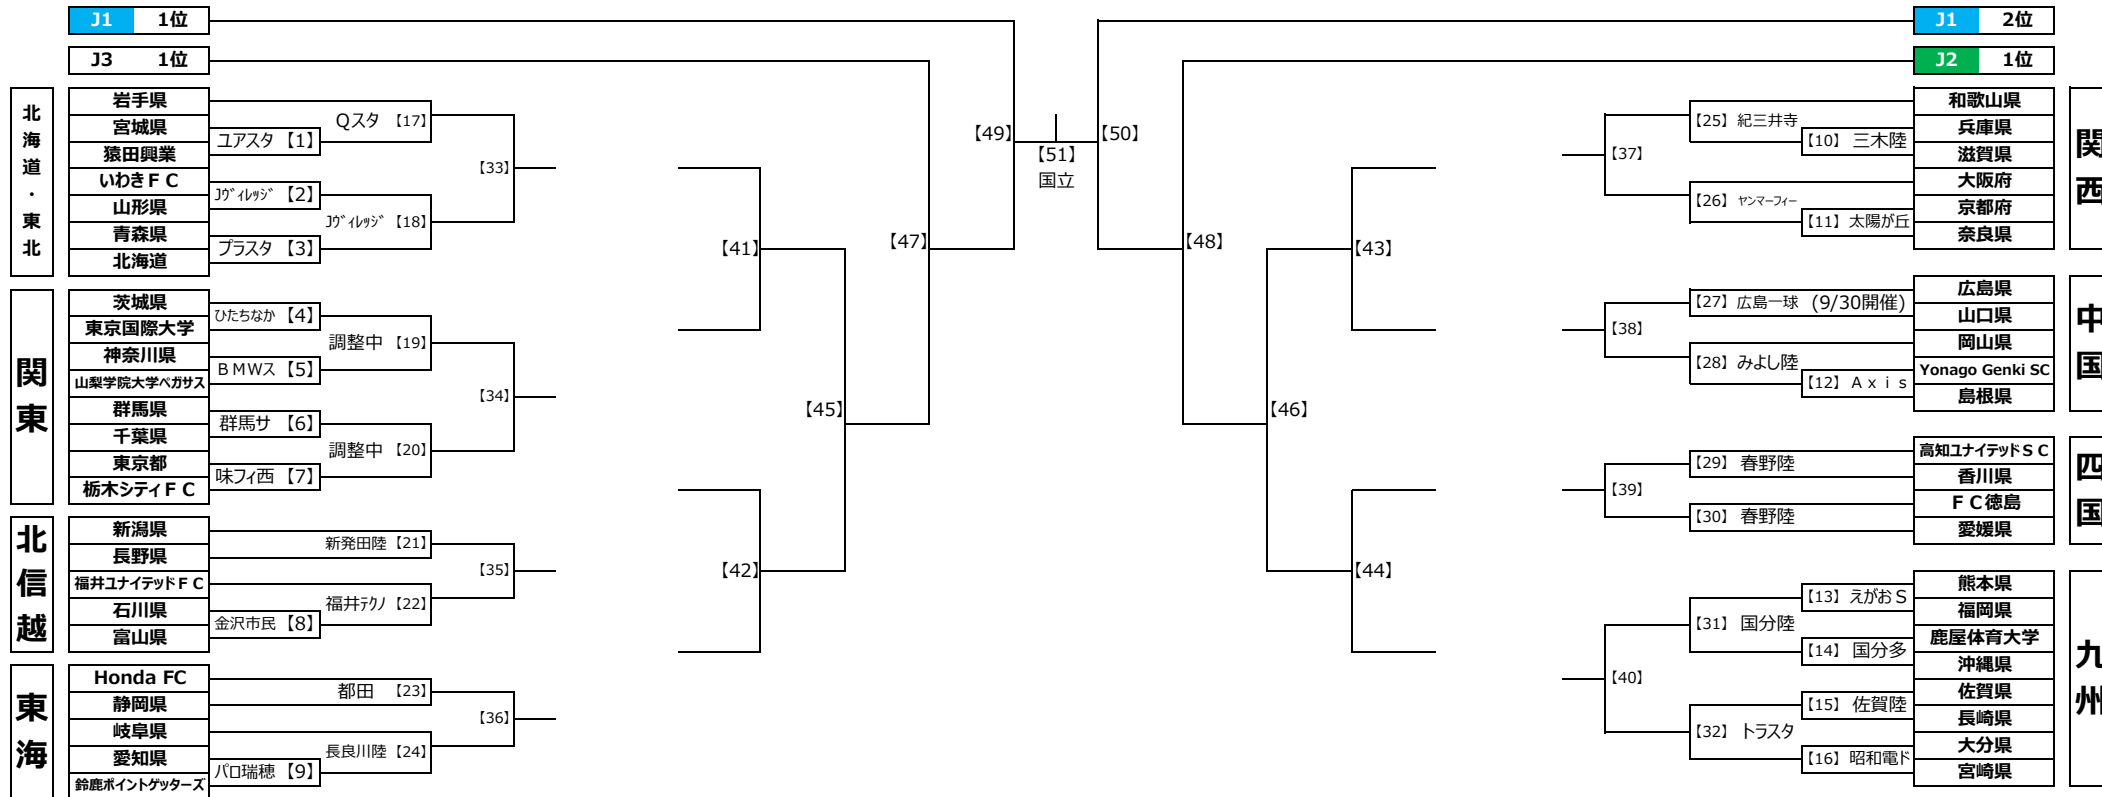 J1 1位
J3 1位
北海道・東北
岩手県
宮城県
猿田興業
いわきＦＣ
山形県
青森県
北海道
ユアスタ 【1】
Jヴィレッジ 【2】
プラスタ 【3】
Qスタ 【17】
Jヴィレッジ 【18】
【33】
関東
茨城県
東京国際大学
神奈川県
山梨学院大学ペガサス
群馬県
千葉県
東京都
栃木シティＦＣ
ひたちなか 【4】
ＢＭＷス 【5】
群馬サ 【6】
味フィ西 【7】
調整中 【19】
調整中 【20】
【34】
北信越
新潟県
長野県
福井ユナイテッドＦＣ
石川県
富山県
金沢市民 【8】
新発田陸 【21】
福井テクノ 【22】
【35】
東海
Honda FC
静岡県
岐阜県
愛知県
鈴鹿ポイントゲッターズ
パロ瑞穂 【9】
都田 【23】
長良川陸 【24】
【36】
【41】
【42】
【45】
【47】
【49】
【51】
国立
【50】
【48】
【46】
【43】
【44】
J1 2位
J2 1位
【37】
【25】 紀三井寺
【26】 ヤンマーフィー
【10】 三木陸
【11】 太陽が丘
和歌山県
兵庫県
滋賀県
大阪府
京都府
奈良県
関西
【38】
【27】 広島一球 (9/30開催)
【28】 みよし陸
【12】 Ａｘｉｓ
広島県
山口県
岡山県
Yonago Genki SC
島根県
中国
【39】
【29】 春野陸
【30】 春野陸
高知ユナイテッドＳＣ
香川県
ＦＣ徳島
愛媛県
四国
【40】
【31】 国分陸
【32】 トラスタ
【13】 えがおＳ
【14】 国分多
【15】 佐賀陸
【16】 昭和電ド
熊本県
福岡県
鹿屋体育大学
沖縄県
佐賀県
長崎県
大分県
宮崎県
九州